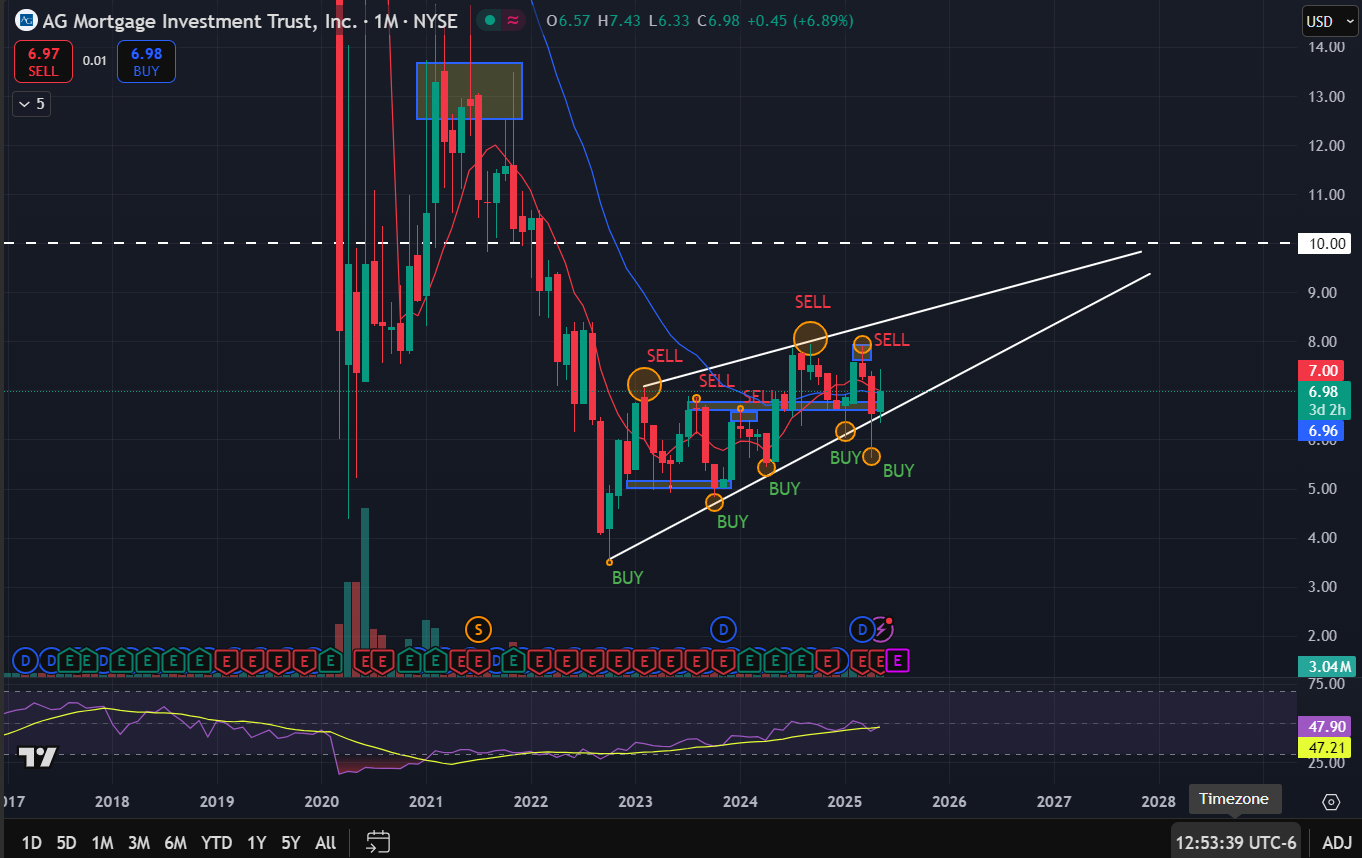 AG Mortgage Investment Trust, Inc. · 1M · NYSE O6.57 H7.43 L6.33 C6.98 +0.45 (+6.89%)
USD
6.97
SELL
0.01
6.98
BUY
5
14.00
13.00
12.00
11.00
10.00
9.00
8.00
7.00
6.98
3d 2h
6.96
6.00
5.00
4.00
3.00
2.00
3.04M
75.00
47.90
47.21
25.00
SELL
SELL
SELL
SELL
SELL
BUY
BUY
BUY
BUY
BUY
S
D
D
D D E E D E E E E E E E E E E E E E E E D E E E E E E E E E E E E E E E E
2017 2018 2019 2020 2021 2022 2023 2024 2025 2026 2027 2028
Timezone
1D 5D 1M 3M 6M YTD 1Y 5Y All
12:53:39 UTC-6
ADJ